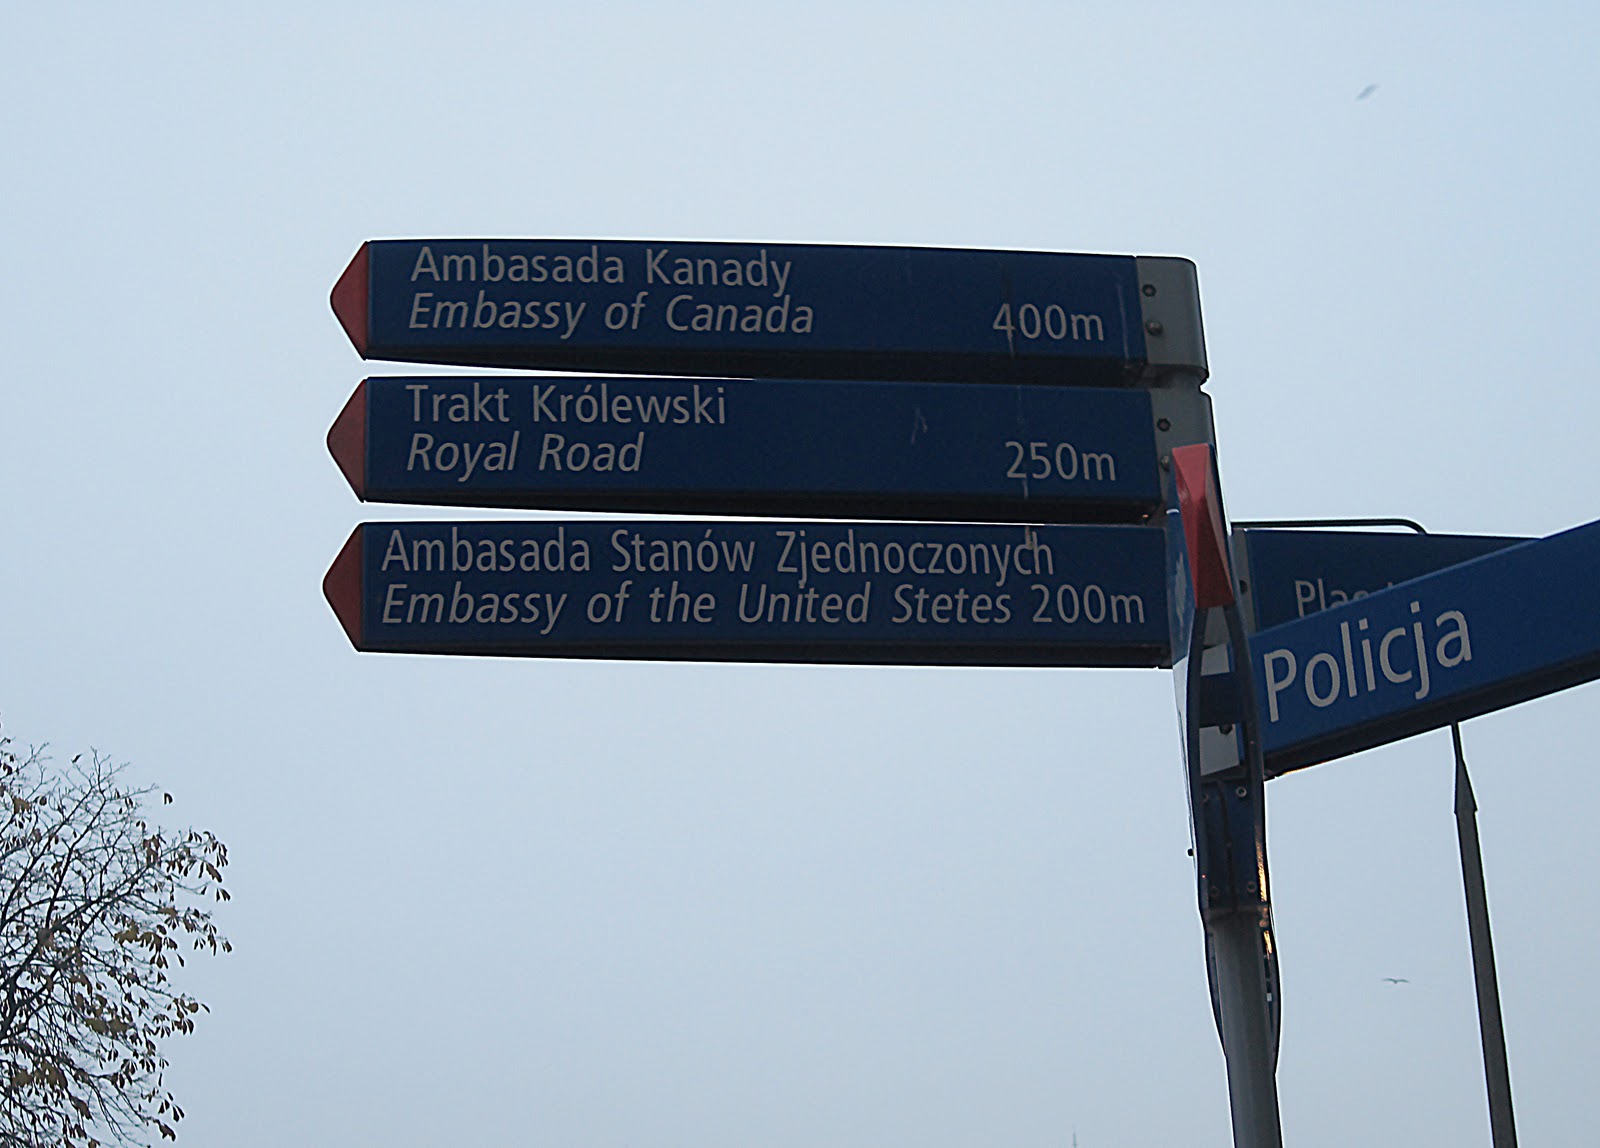 Ambasada Kanady
Embassy of Canada 400m
Trakt Królewski
Royal Road 250m
Ambasada Stanów Zjednoczonych
Embassy of the United Stetes 200m
Policja